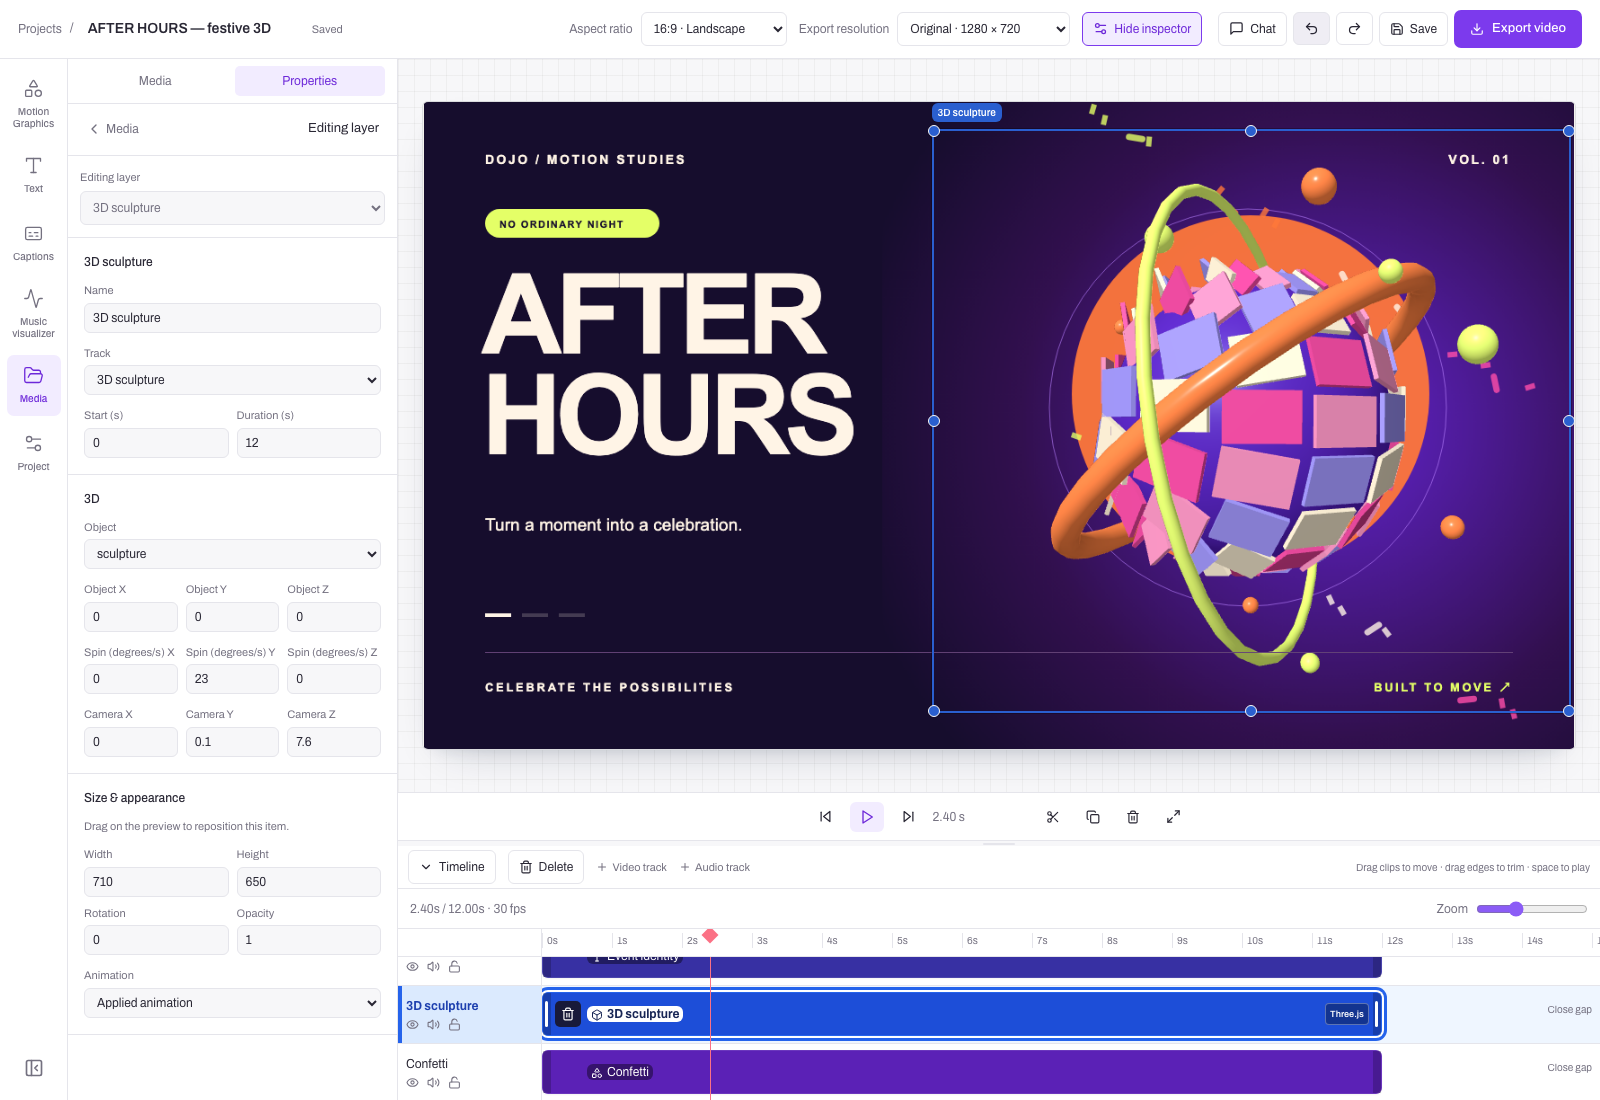 Projects / AFTER HOURS — festive 3D Saved Aspect ratio 16:9 · Landscape Export resolution Original · 1280 × 720 Hide inspector Chat Save Export video
Motion Graphics
Text
Captions
Music visualizer
Media
Project
Media Properties
Media Editing layer
Editing layer
3D sculpture
3D sculpture
Name
3D sculpture
Track
3D sculpture
Start (s) Duration (s)
0 12
3D
Object
sculpture
Object X Object Y Object Z
0 0 0
Spin (degrees/s) X Spin (degrees/s) Y Spin (degrees/s) Z
0 23 0
Camera X Camera Y Camera Z
0 0.1 7.6
Size & appearance
Drag on the preview to reposition this item.
Width Height
710 650
Rotation Opacity
0 1
Animation
Applied animation
3D sculpture
DOJO / MOTION STUDIES VOL. 01
NO ORDINARY NIGHT
AFTER
HOURS
Turn a moment into a celebration.
CELEBRATE THE POSSIBILITIES BUILT TO MOVE ↗
2.40 s
Timeline Delete + Video track + Audio track Drag clips to move · drag edges to trim · space to play
2.40s / 12.00s · 30 fps Zoom
0s 1s 2s 3s 4s 5s 6s 7s 8s 9s 10s 11s 12s 13s 14s
Event identity
3D sculpture 3D sculpture Three.js Close gap
Confetti Confetti Close gap